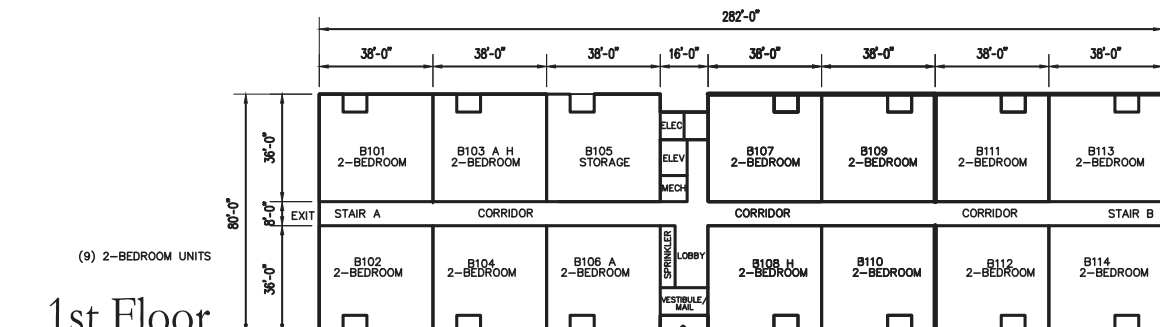 282'-0"
38'-0" 38'-0" 38'-0" 16'-0" 38'-0" 38'-0" 38'-0" 38'-0"
ELEC
36'-0"
B101 B103 A H B105 B107 B109 B111 B113
2-BEDROOM 2-BEDROOM STORAGE ELEV 2-BEDROOM 2-BEDROOM 2-BEDROOM 2-BEDROOM
MECH
80'-0" 8'-0" EXIT STAIR A CORRIDOR CORRIDOR CORRIDOR STAIR B
(9) 2-BEDROOM UNITS
36'-0"
SPRINKLER LOBBY
B102 B104 B106 A B108 H B110 B112 B114
2-BEDROOM 2-BEDROOM 2-BEDROOM 2-BEDROOM 2-BEDROOM 2-BEDROOM 2-BEDROOM
VESTIBULE/
MAIL
1st Floor